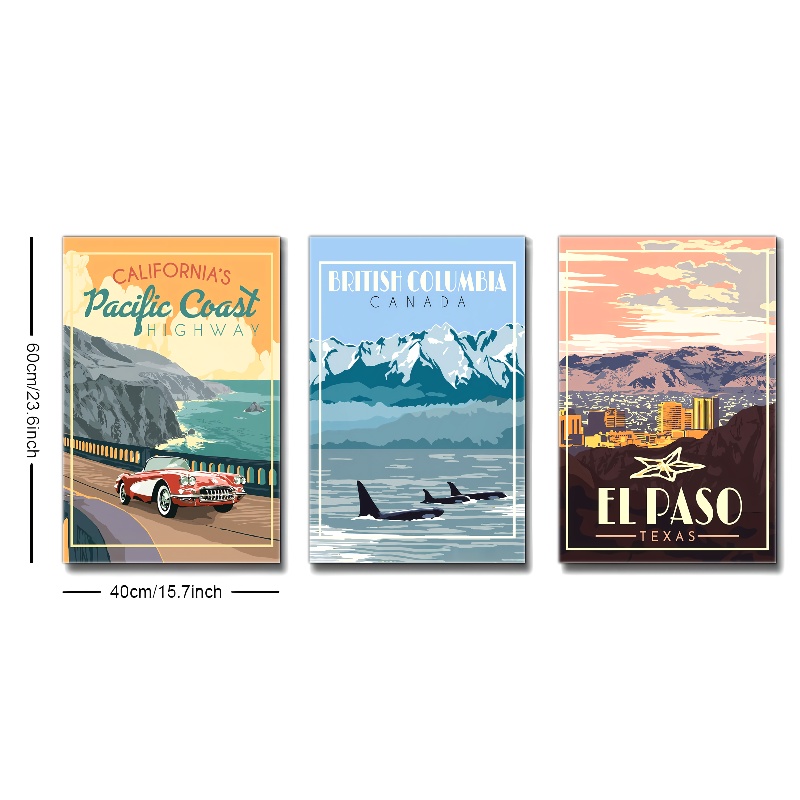 CALIFORNIA'S
Pacific Coast
HIGHWAY
BRITISH COLUMBIA
CANADA
EL PASO
TEXAS
60cm/23.6inch
40cm/15.7inch